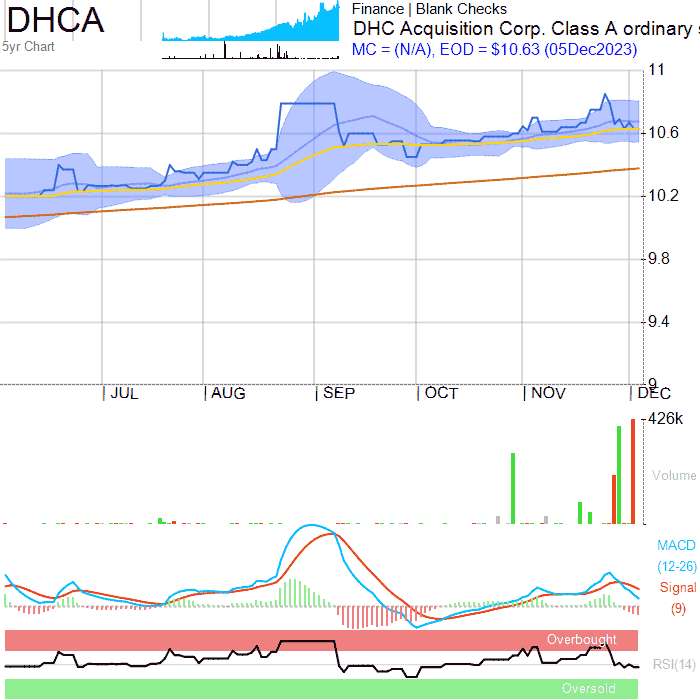 DHCA
5yr Chart
Finance | Blank Checks
DHC Acquisition Corp. Class A ordinary s
MC = (N/A), EOD = $10.63 (05Dec2023)
11
10.6
10.2
9.8
9.4
9
JUL AUG SEP OCT NOV DEC
426k
Volume
MACD
(12-26)
Signal
(9)
Overbought
RSI(14)
Oversold